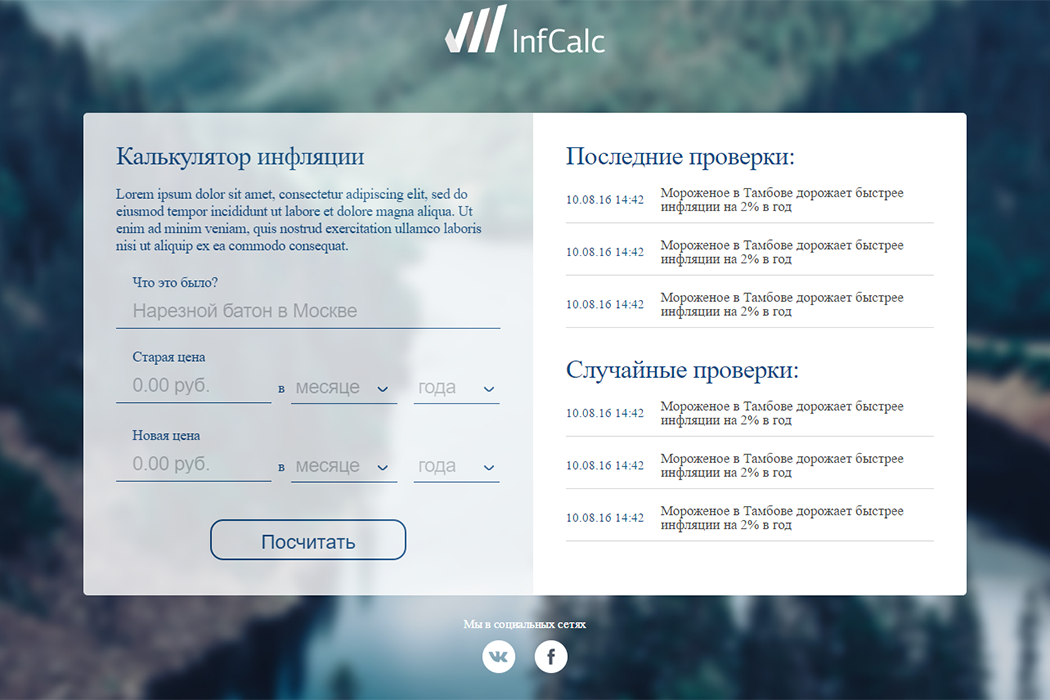 InfCalc
Калькулятор инфляции
Lorem ipsum dolor sit amet, consectetur adipiscing elit, sed do
eiusmod tempor incididunt ut labore et dolore magna aliqua. Ut
enim ad minim veniam, quis nostrud exercitation ullamco laboris
nisi ut aliquip ex ea commodo consequat.
Что это было?
Нарезной батон в Москве
Старая цена
0.00 руб. в месяце года
Новая цена
0.00 руб. в месяце года
Посчитать
Последние проверки:
10.08.16 14:42
Мороженое в Тамбове дорожает быстрее
инфляции на 2% в год
10.08.16 14:42
Мороженое в Тамбове дорожает быстрее
инфляции на 2% в год
10.08.16 14:42
Мороженое в Тамбове дорожает быстрее
инфляции на 2% в год
Случайные проверки:
10.08.16 14:42
Мороженое в Тамбове дорожает быстрее
инфляции на 2% в год
10.08.16 14:42
Мороженое в Тамбове дорожает быстрее
инфляции на 2% в год
10.08.16 14:42
Мороженое в Тамбове дорожает быстрее
инфляции на 2% в год
Мы в социальных сетях